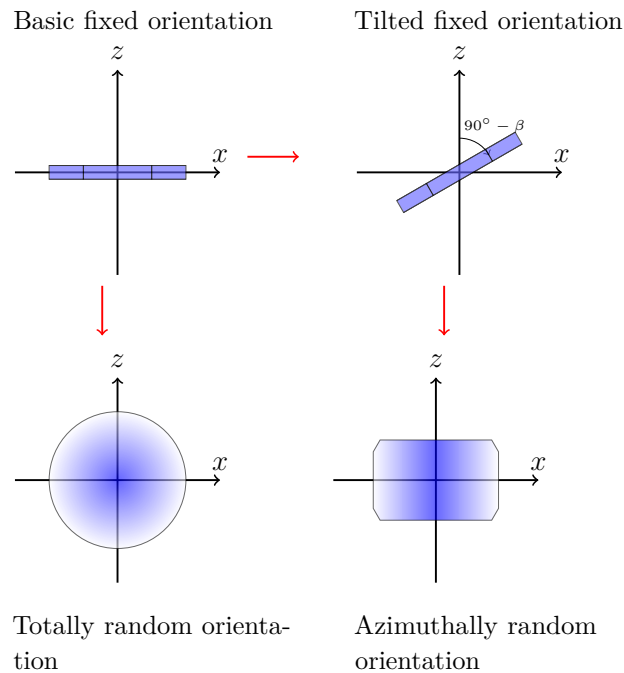 Basic fixed orientation
Tilted fixed orientation
z
z
90° − β
x
x
z
z
x
x
Totally random orienta-
tion
Azimuthally random
orientation